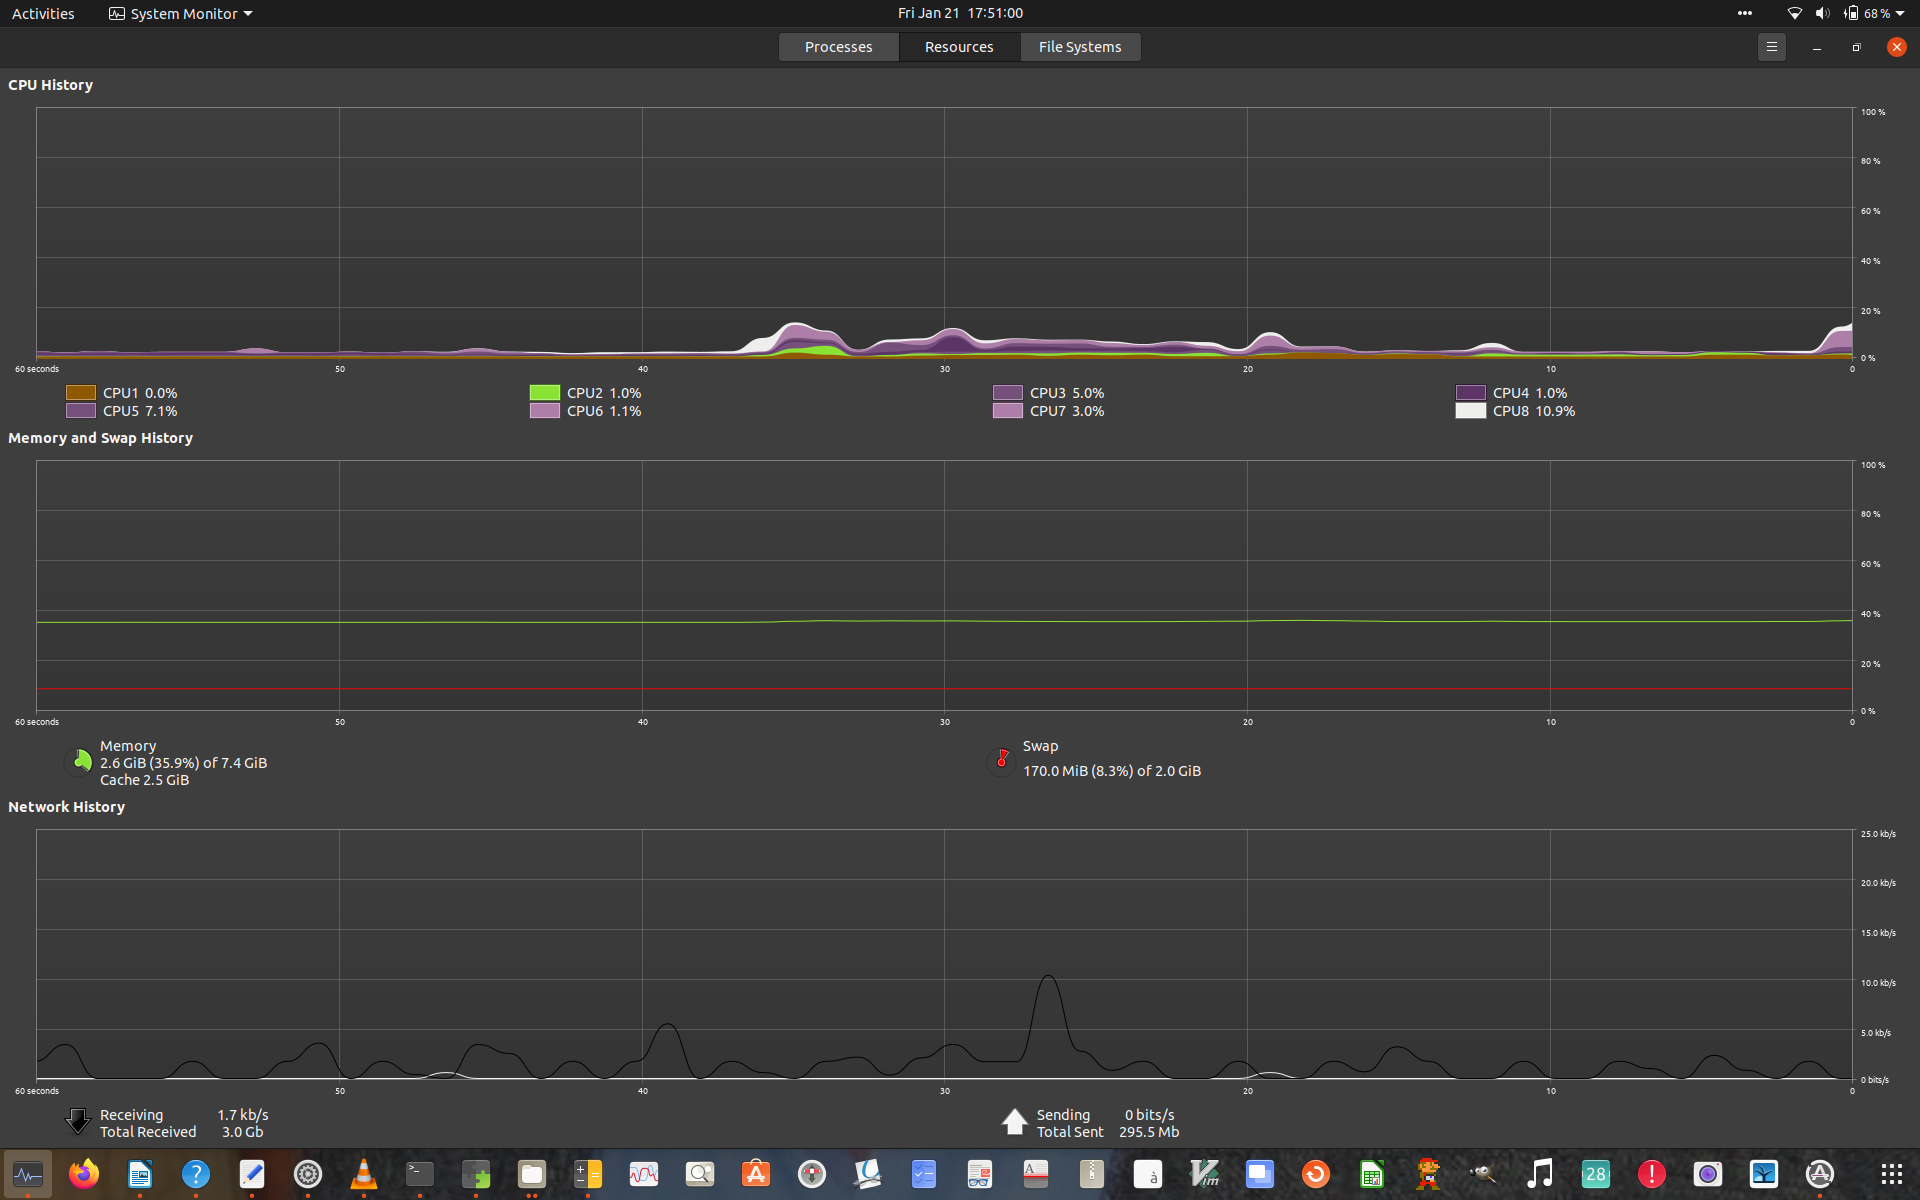 Activities System Monitor Fri Jan 21 17:51:00 68 %
Processes Resources File Systems
CPU History
100 %
80 %
60 %
40 %
20 %
0 %
60 seconds 50 40 30 20 10 0
CPU1 0.0% CPU2 1.0% CPU3 5.0% CPU4 1.0%
CPU5 7.1% CPU6 1.1% CPU7 3.0% CPU8 10.9%
Memory and Swap History
100 %
80 %
60 %
40 %
20 %
0 %
60 seconds 50 40 30 20 10 0
Memory
2.6 GiB (35.9%) of 7.4 GiB
Cache 2.5 GiB
Swap
170.0 MiB (8.3%) of 2.0 GiB
Network History
25.0 kb/s
20.0 kb/s
15.0 kb/s
10.0 kb/s
5.0 kb/s
0 bits/s
60 seconds 50 40 30 20 10 0
Receiving 1.7 kb/s
Total Received 3.0 Gb
Sending 0 bits/s
Total Sent 295.5 Mb
? >_ A à Vim 28 !